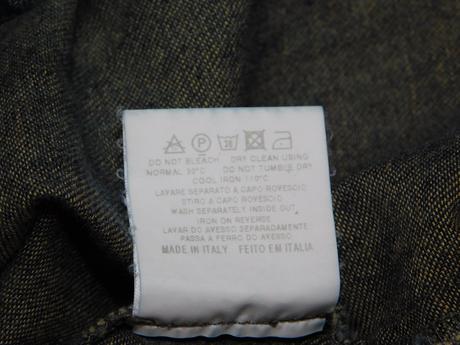 P 30
DO NOT BLEACH DRY CLEAN USING
NORMAL 30°C DO NOT TUMBLE DRY
COOL IRON 110°C
LAVARE SEPARATO A CAPO ROVESCIO
STIRO A CAPO ROVESCIO
WASH SEPARATELY INSIDE OUT
IRON ON REVERSE
LAVAR DO AVESSO SEPARADAMENTE
PASSA A FERRO DO AVESSO
MADE IN ITALY FEITO EM ITALIA